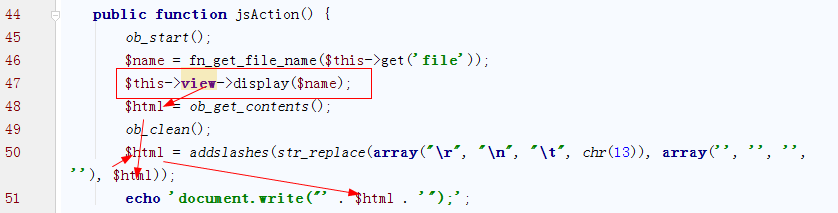 44 public function jsAction() {
45 ob_start();
46 $name = fn_get_file_name($this->get('file'));
47 $this->view->display($name);
48 $html = ob_get_contents();
49 ob_clean();
50 $html = addslashes(str_replace(array("\r", "\n", "\t", chr(13)), array('', '', '',
''), $html));
51 echo 'document.write("' . $html . '");';